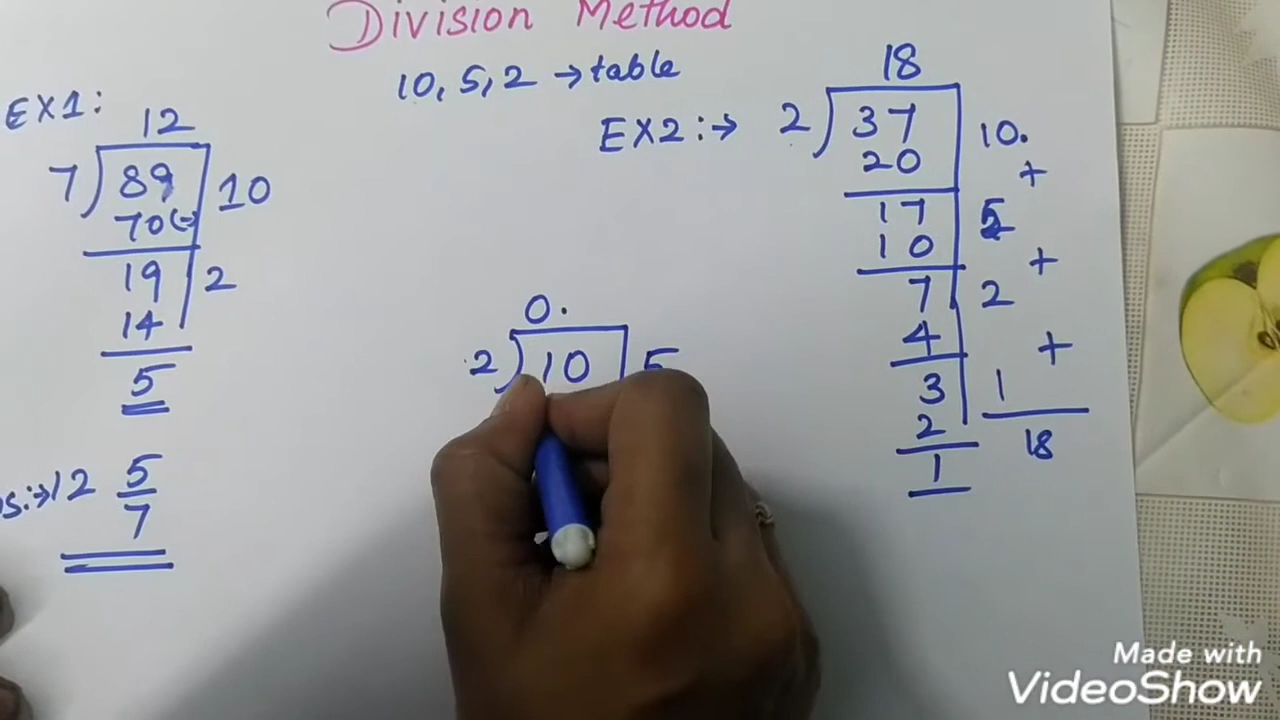 Division Method
10, 5, 2 → table
EX1:
12
7) 89 10
70(-)
19 2
14
5
s:→ 12 5/7
EX2:→
18
2) 37 10.
20 +
17 5
10 +
7 2
4 +
3 1
2 18
1
0.
2) 10 5
Made with
VideoShow